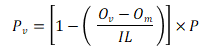 P_v = [1 − ( (O_v − O_m) / IL )] × P